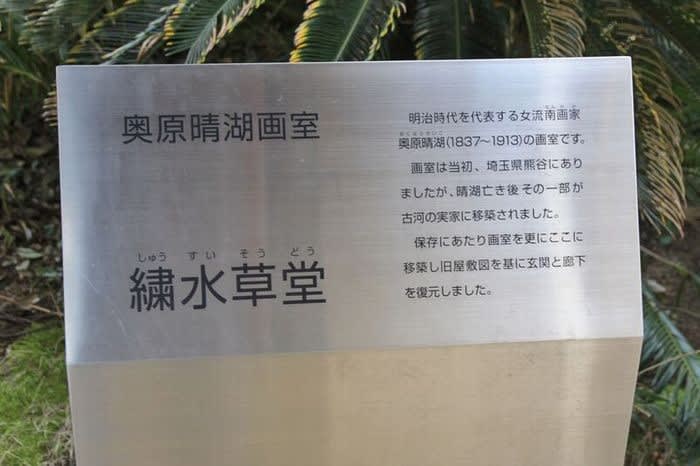 奥原晴湖画室
しゅうすいそうどう
繍水草堂
明治時代を代表する女流南画家
奥原晴湖(1837〜1913)の画室です。
画室は当初、埼玉県熊谷にあり
ましたが、晴湖亡き後その一部が
古河の実家に移築されました。
保存にあたり画室を更にここに
移築し旧屋敷図を基に玄関と廊下
を復元しました。